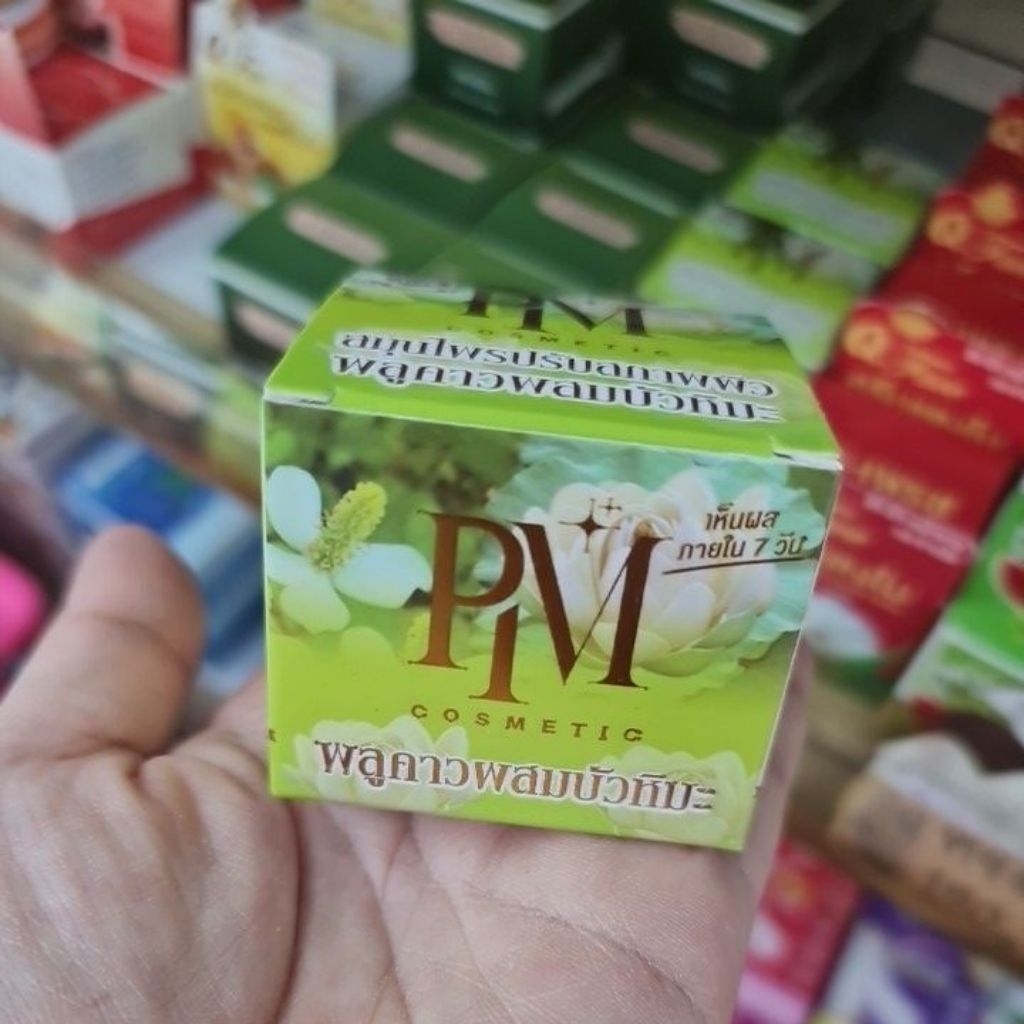 PM
COSMETIC
สมุนไพรปรับสภาพผิว
พลูคาวผสมบัวหิมะ
เห็นผล
ภายใน 7 วัน
PM
COSMETIC
พลูคาวผสมบัวหิมะ